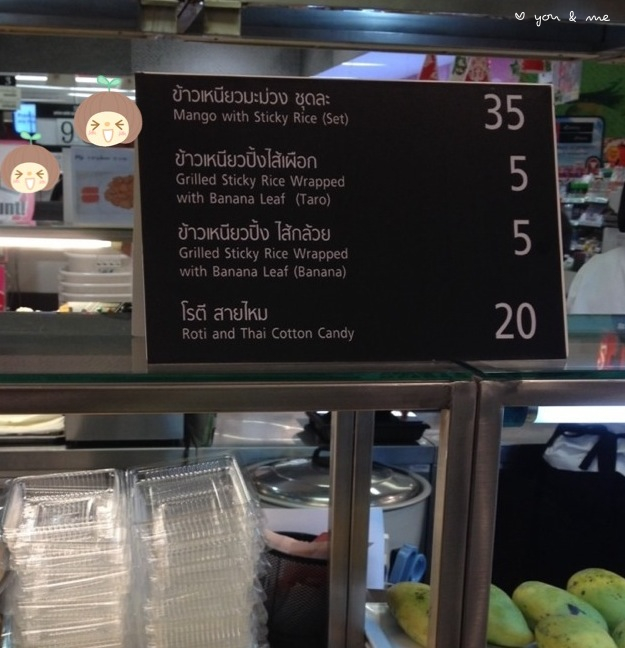 you & me
ข้าวเหนียวมะม่วง ชุดละ 35
Mango with Sticky Rice (Set)
ข้าวเหนียวปิ้งไส้เผือก 5
Grilled Sticky Rice Wrapped
with Banana Leaf (Taro)
ข้าวเหนียวปิ้ง ไส้กล้วย 5
Grilled Sticky Rice Wrapped
with Banana Leaf (Banana)
โรตี สายไหม 20
Roti and Thai Cotton Candy
9